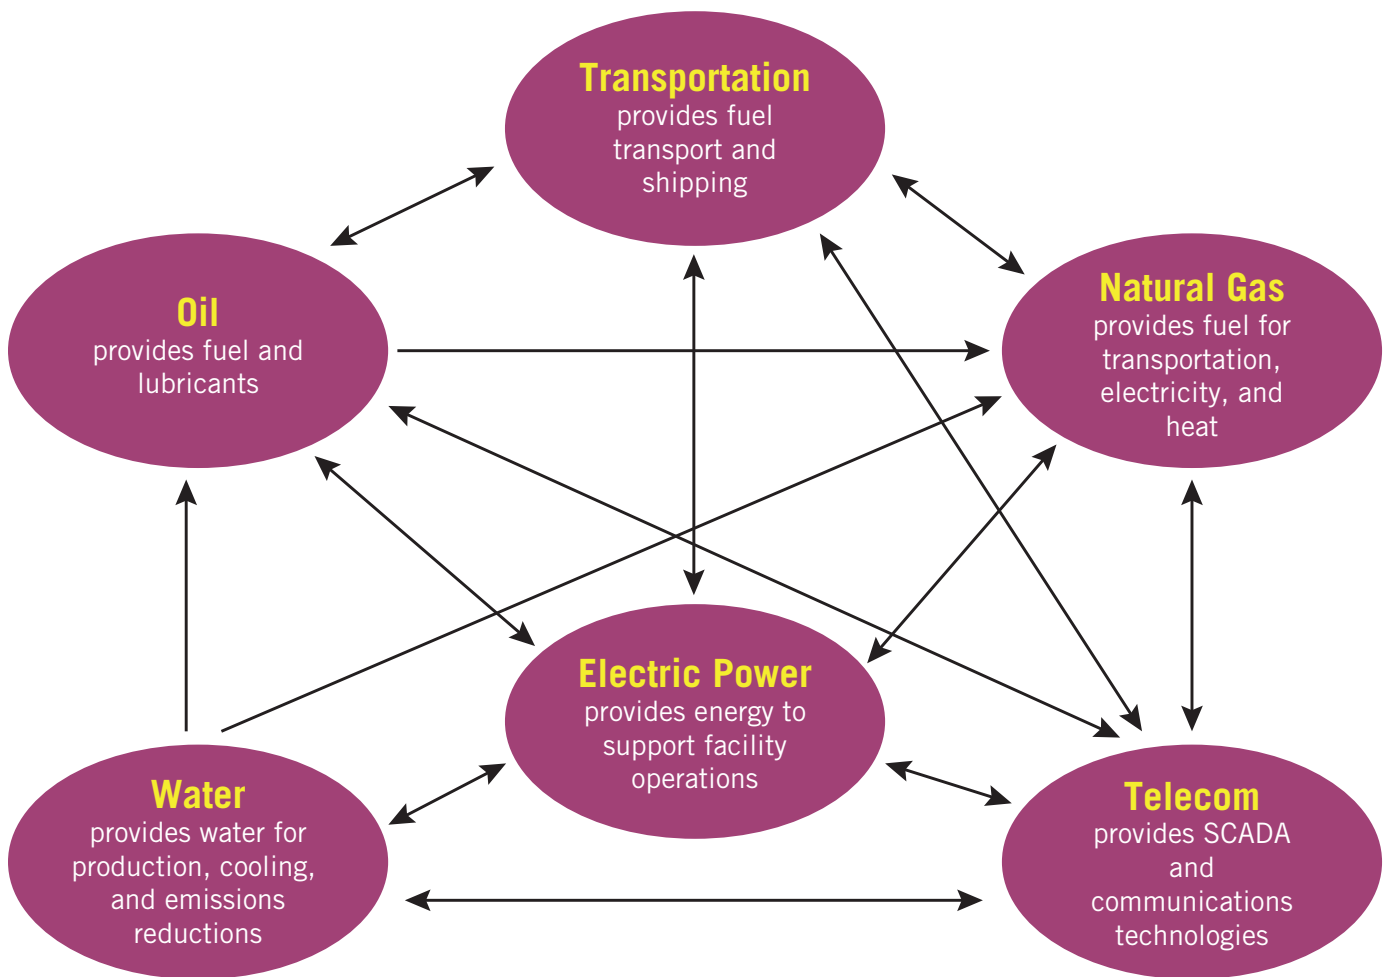 Transportation
provides fuel
transport and
shipping
Oil
provides fuel and
lubricants
Natural Gas
provides fuel for
transportation,
electricity, and
heat
Electric Power
provides energy to
support facility
operations
Water
provides water for
production, cooling,
and emissions
reductions
Telecom
provides SCADA
and
communications
technologies